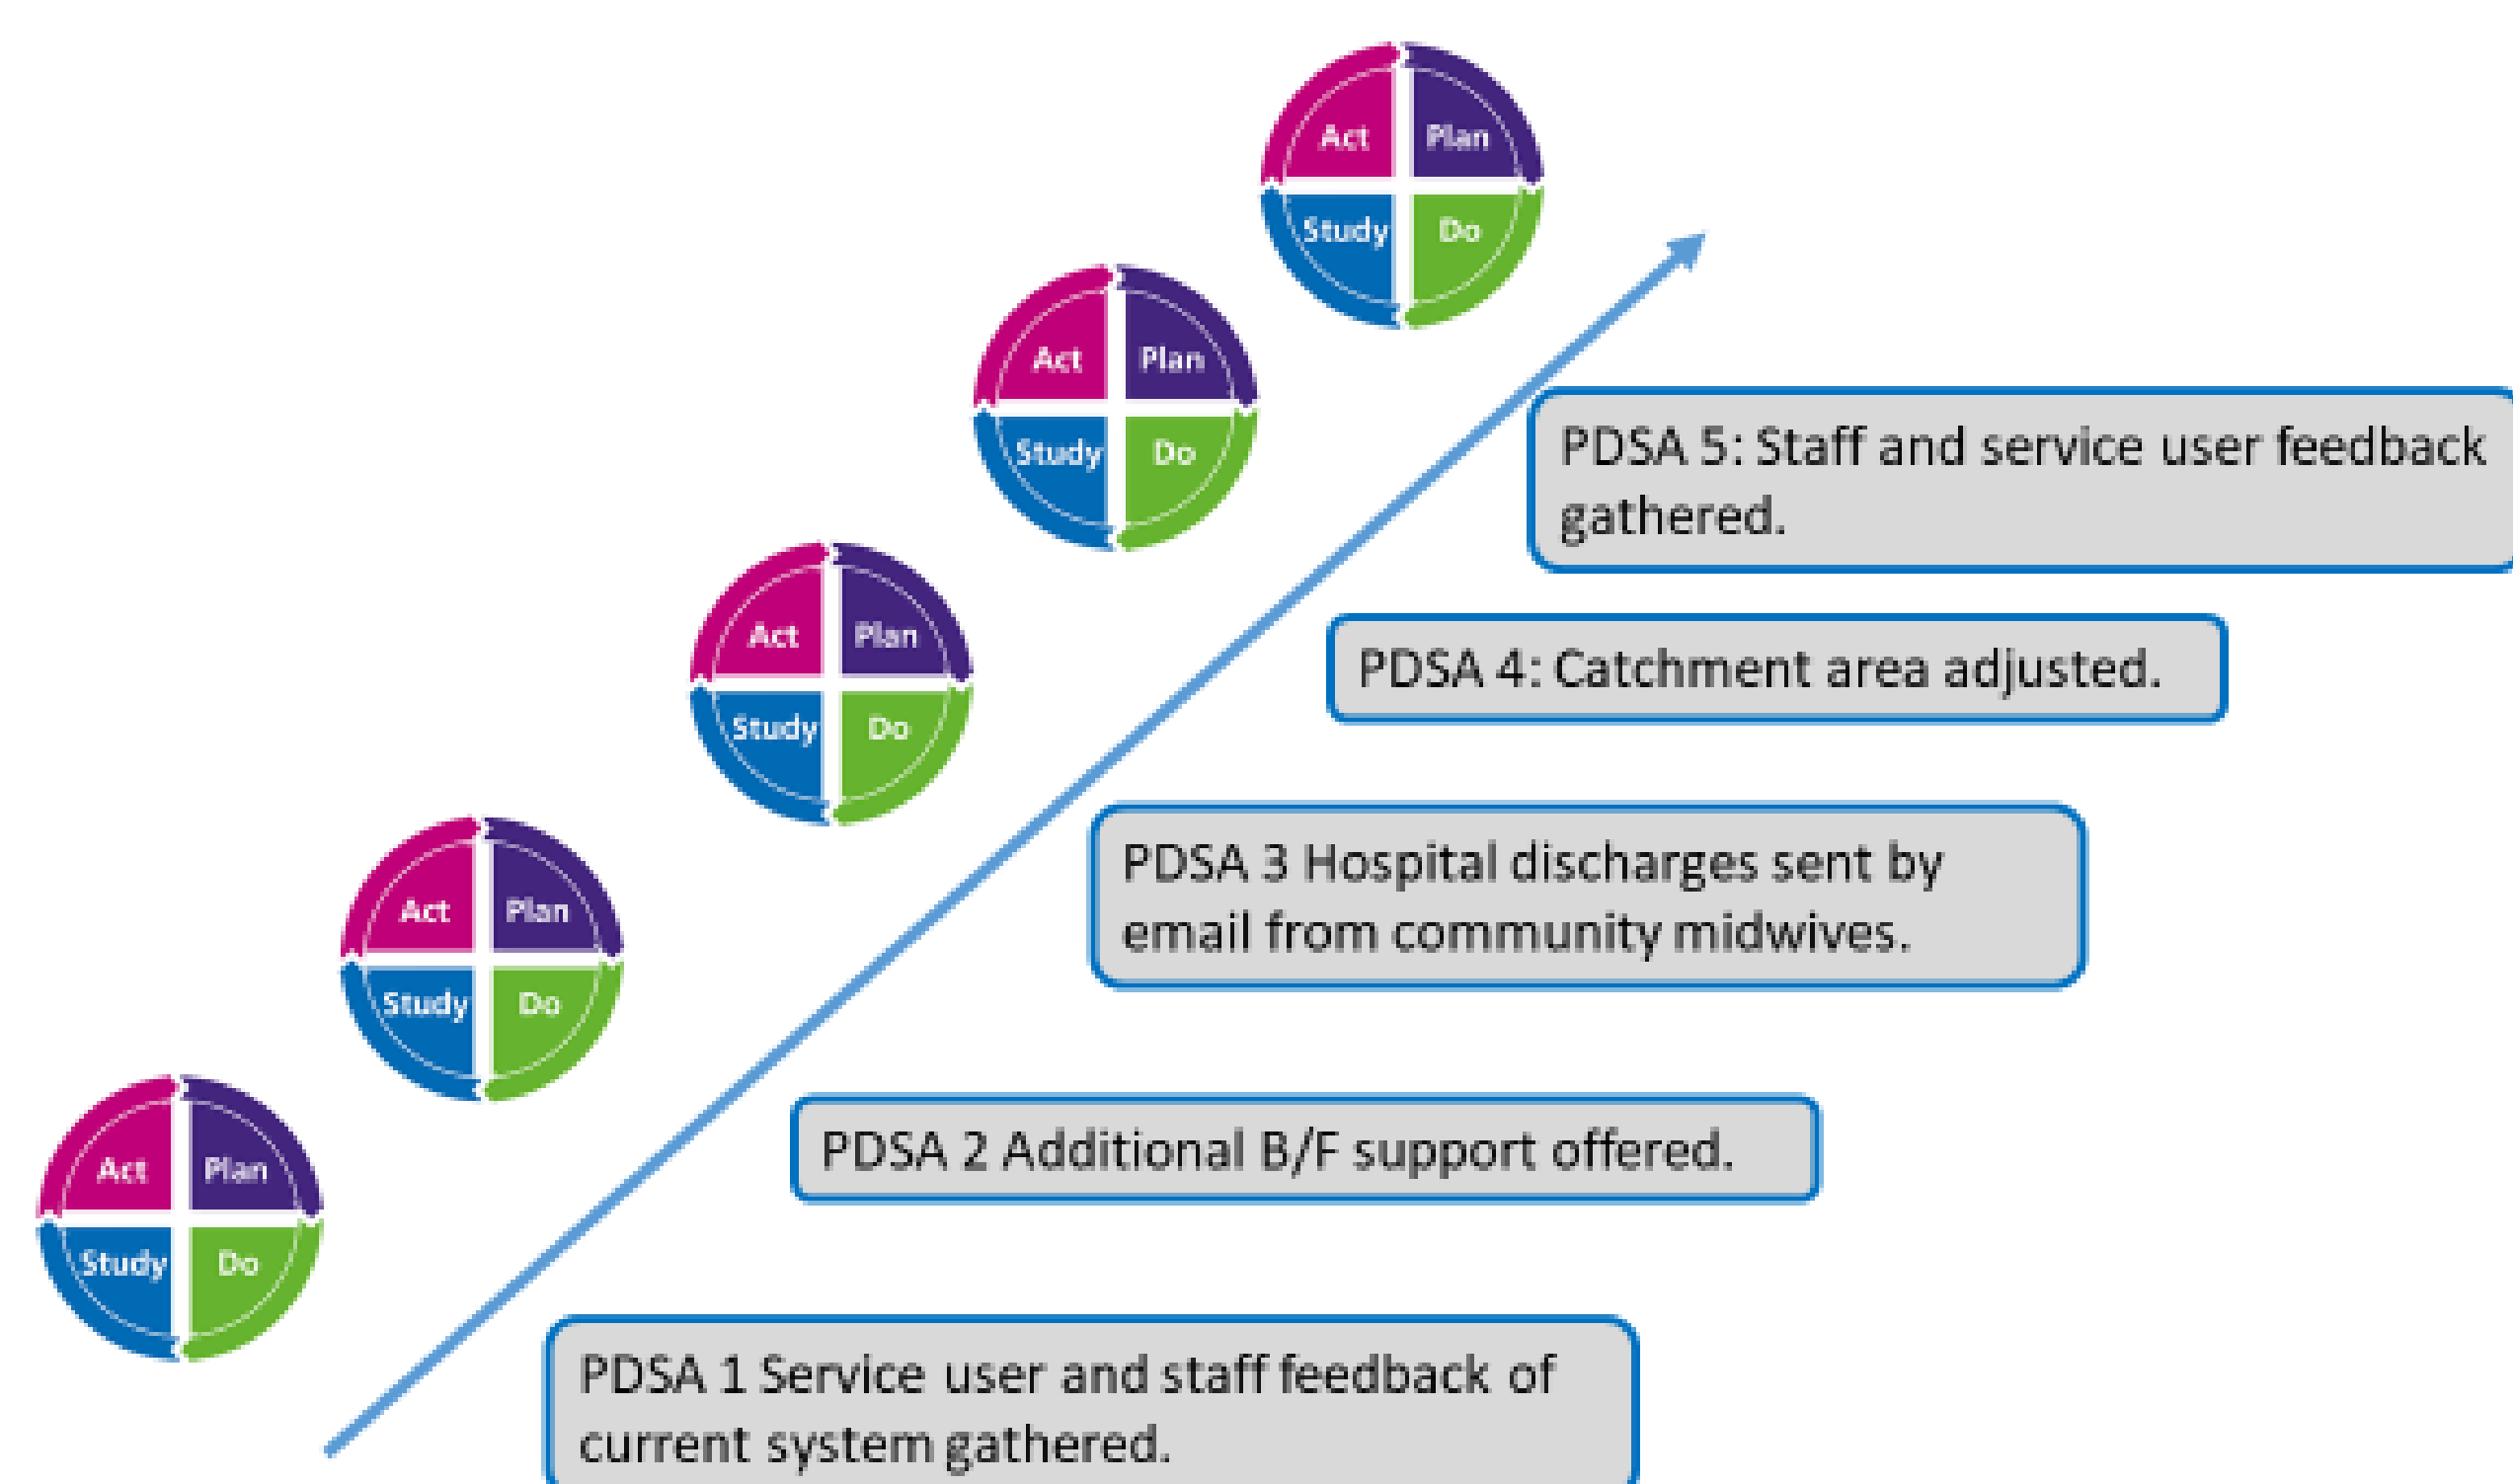 Act Plan
Study Do
Act Plan
Study Do
PDSA 5: Staff and service user feedback
gathered.
Act Plan
Study Do
PDSA 4: Catchment area adjusted.
Act Plan
Study Do
PDSA 3 Hospital discharges sent by
email from community midwives.
Act Plan
Study Do
PDSA 2 Additional B/F support offered.
PDSA 1 Service user and staff feedback of
current system gathered.